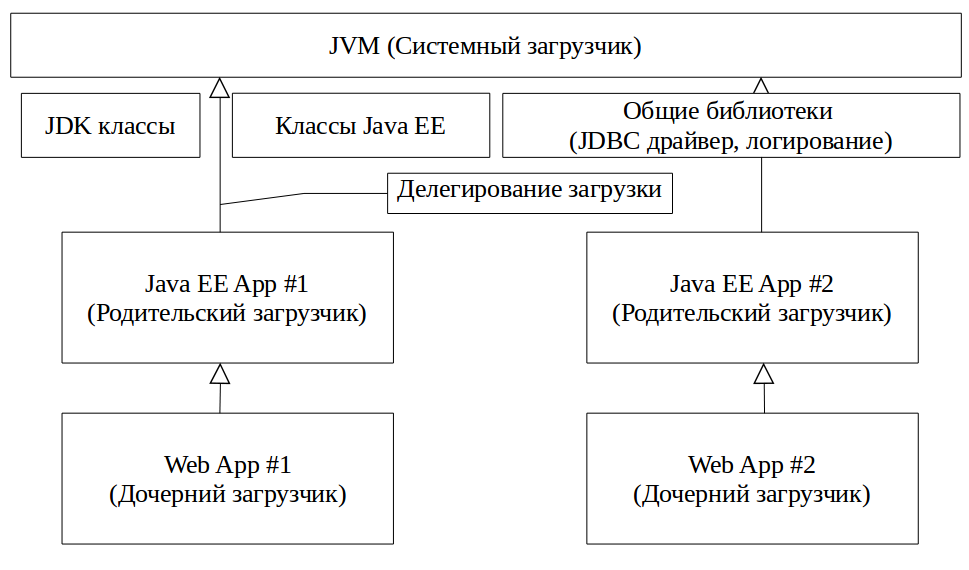 JVM (Системный загрузчик)
JDK классы
Классы Java EE
Общие библиотеки
(JDBC драйвер, логирование)
Делегирование загрузки
Java EE App #1
(Родительский загрузчик)
Java EE App #2
(Родительский загрузчик)
Web App #1
(Дочерний загрузчик)
Web App #2
(Дочерний загрузчик)